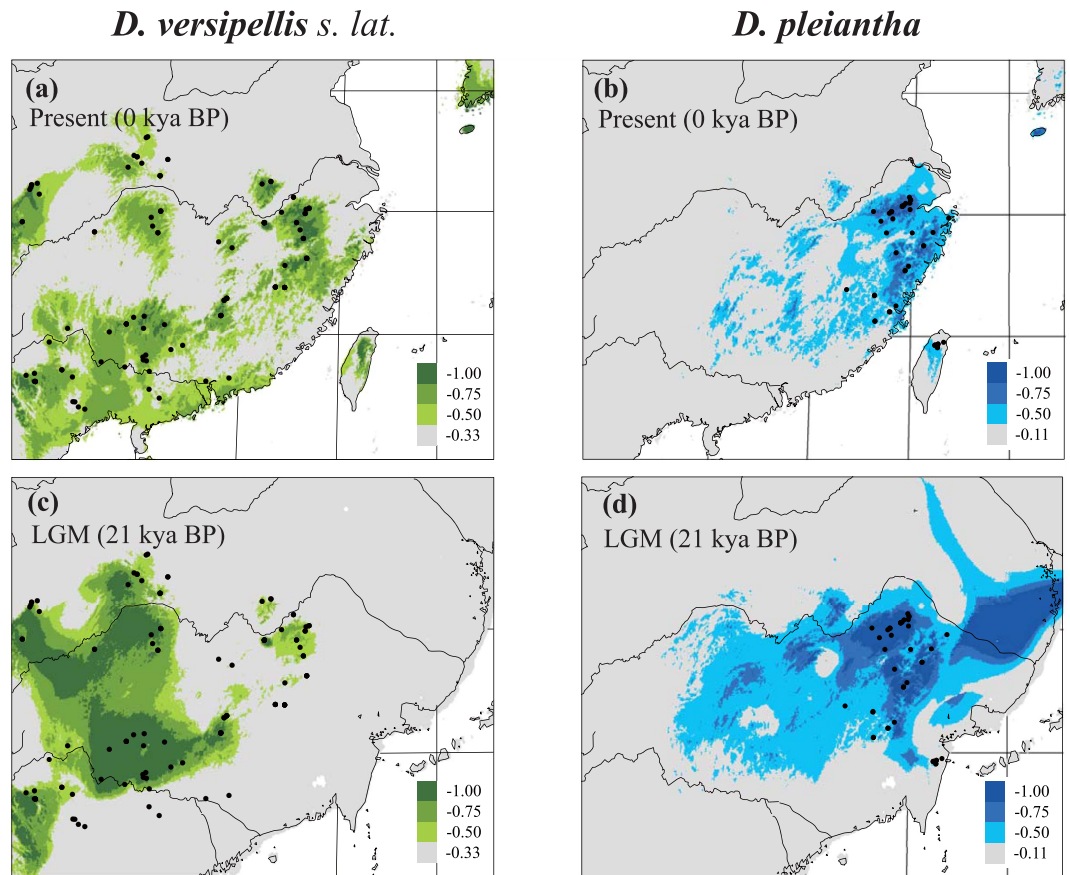 D. versipellis s. lat.
D. pleiantha
(a)
Present (0 kya BP)
-1.00
-0.75
-0.50
-0.33
(b)
Present (0 kya BP)
-1.00
-0.75
-0.50
-0.11
(c)
LGM (21 kya BP)
-1.00
-0.75
-0.50
-0.33
(d)
LGM (21 kya BP)
-1.00
-0.75
-0.50
-0.11